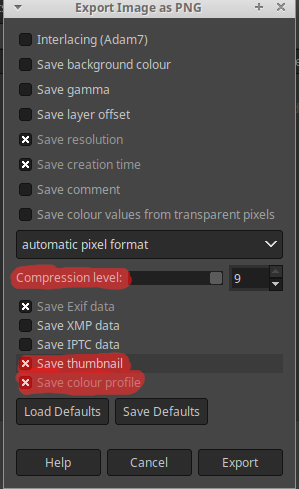 Export Image as PNG
Interlacing (Adam7)
Save background colour
Save gamma
Save layer offset
Save resolution
Save creation time
Save comment
Save colour values from transparent pixels
automatic pixel format
Compression level: 9
Save Exif data
Save XMP data
Save IPTC data
Save thumbnail
Save colour profile
Load Defaults Save Defaults
Help Cancel Export